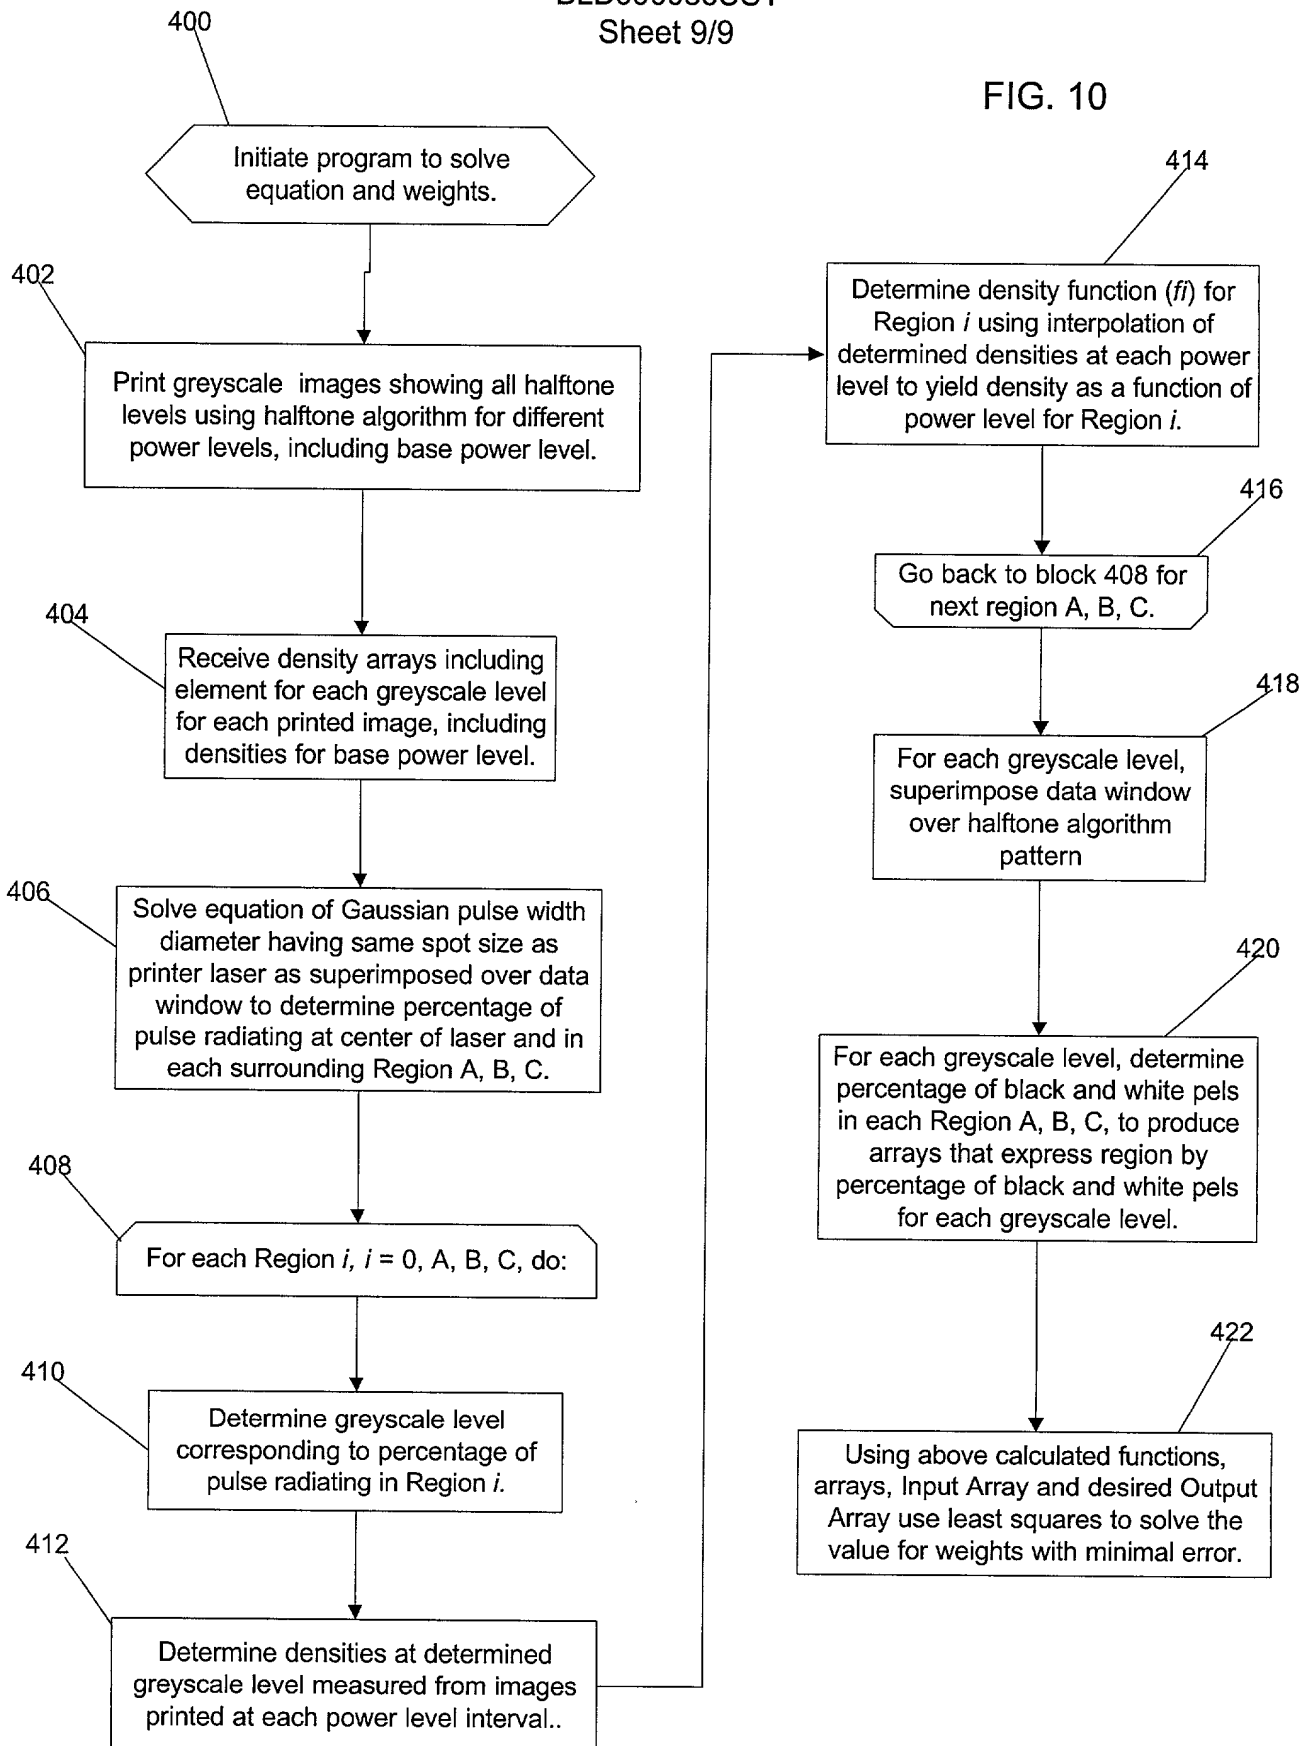 Sheet 9/9
FIG. 10
400
Initiate program to solve
equation and weights.
402
Print greyscale images showing all halftone
levels using halftone algorithm for different
power levels, including base power level.
404
Receive density arrays including
element for each greyscale level
for each printed image, including
densities for base power level.
406
Solve equation of Gaussian pulse width
diameter having same spot size as
printer laser as superimposed over data
window to determine percentage of
pulse radiating at center of laser and in
each surrounding Region A, B, C.
408
For each Region i, i = 0, A, B, C, do:
410
Determine greyscale level
corresponding to percentage of
pulse radiating in Region i.
412
Determine densities at determined
greyscale level measured from images
printed at each power level interval..
414
Determine density function (fi) for
Region i using interpolation of
determined densities at each power
level to yield density as a function of
power level for Region i.
416
Go back to block 408 for
next region A, B, C.
418
For each greyscale level,
superimpose data window
over halftone algorithm
pattern
420
For each greyscale level, determine
percentage of black and white pels
in each Region A, B, C, to produce
arrays that express region by
percentage of black and white pels
for each greyscale level.
422
Using above calculated functions,
arrays, Input Array and desired Output
Array use least squares to solve the
value for weights with minimal error.